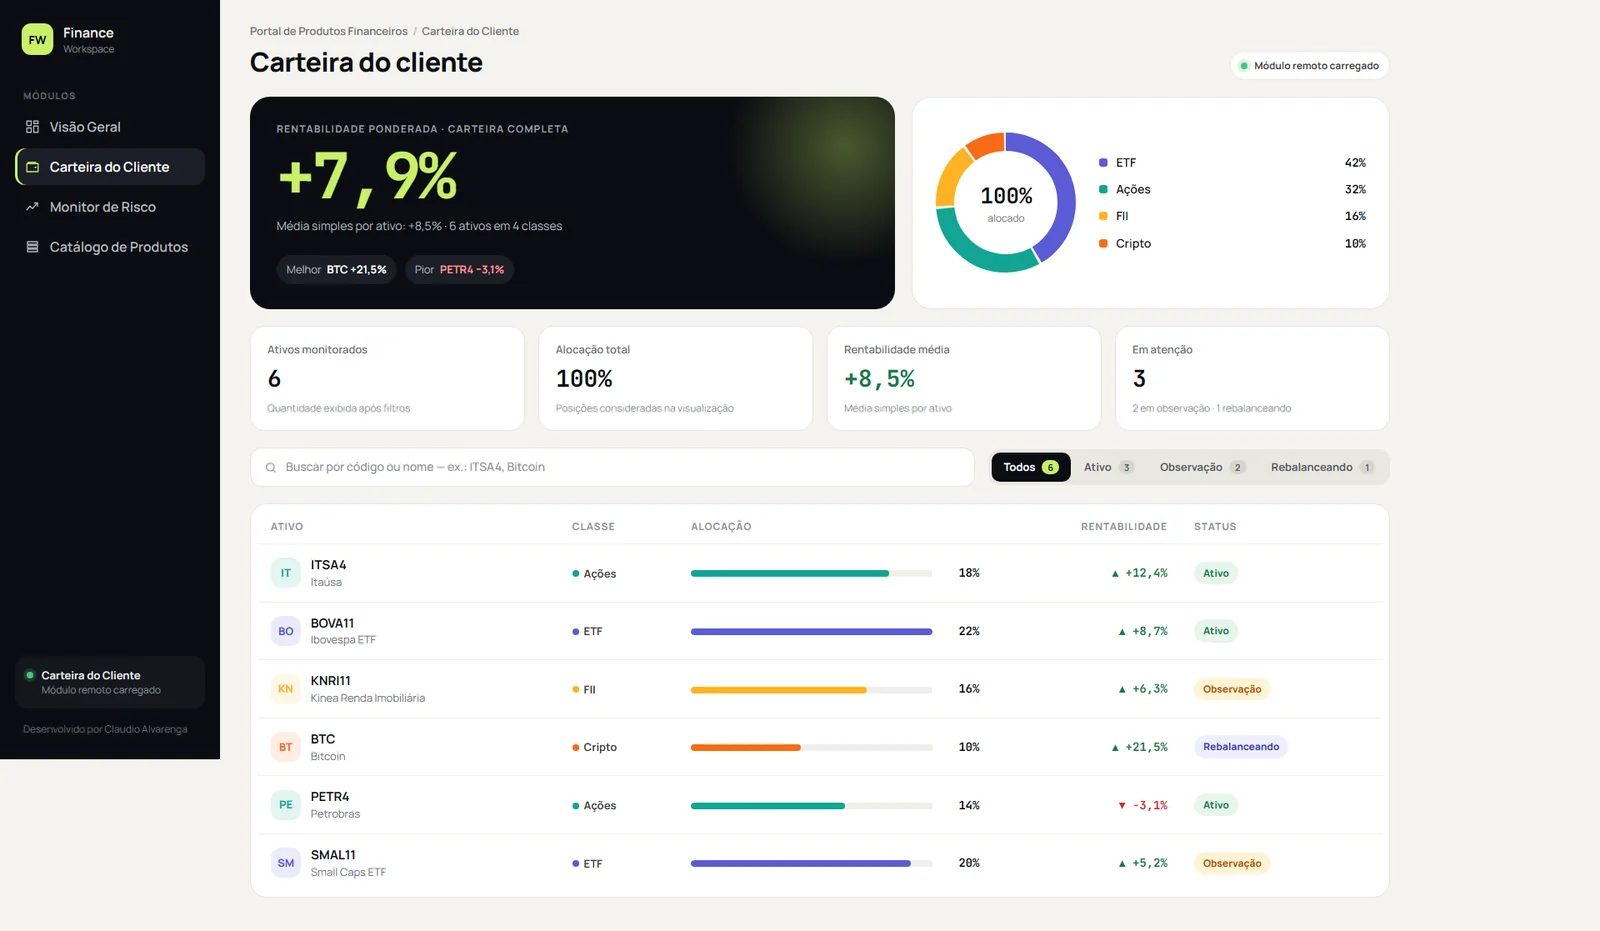 FW
Finance
Workspace
MÓDULOS
Visão Geral
Carteira do Cliente
Monitor de Risco
Catálogo de Produtos
Carteira do Cliente
Módulo remoto carregado
Desenvolvido por Claudio Alvarenga
Portal de Produtos Financeiros / Carteira do Cliente
Carteira do cliente
Módulo remoto carregado
RENTABILIDADE PONDERADA · CARTEIRA COMPLETA
+7,9%
Média simples por ativo: +8,5% · 6 ativos em 4 classes
Melhor BTC +21,5% Pior PETR4 −3,1%
100%
alocado
ETF 42%
Ações 32%
FII 16%
Cripto 10%
Ativos monitorados
6
Quantidade exibida após filtros
Alocação total
100%
Posições consideradas na visualização
Rentabilidade média
+8,5%
Média simples por ativo
Em atenção
3
2 em observação · 1 rebalanceando
Buscar por código ou nome — ex.: ITSA4, Bitcoin
Todos 6 Ativo 3 Observação 2 Rebalanceando 1
ATIVO CLASSE ALOCAÇÃO RENTABILIDADE STATUS
IT ITSA4 Ações 18% ▲ +12,4% Ativo
Itaúsa
BO BOVA11 ETF 22% ▲ +8,7% Ativo
Ibovespa ETF
KN KNRI11 FII 16% ▲ +6,3% Observação
Kinea Renda Imobiliária
BT BTC Cripto 10% ▲ +21,5% Rebalanceando
Bitcoin
PE PETR4 Ações 14% ▼ -3,1% Ativo
Petrobras
SM SMAL11 ETF 20% ▲ +5,2% Observação
Small Caps ETF